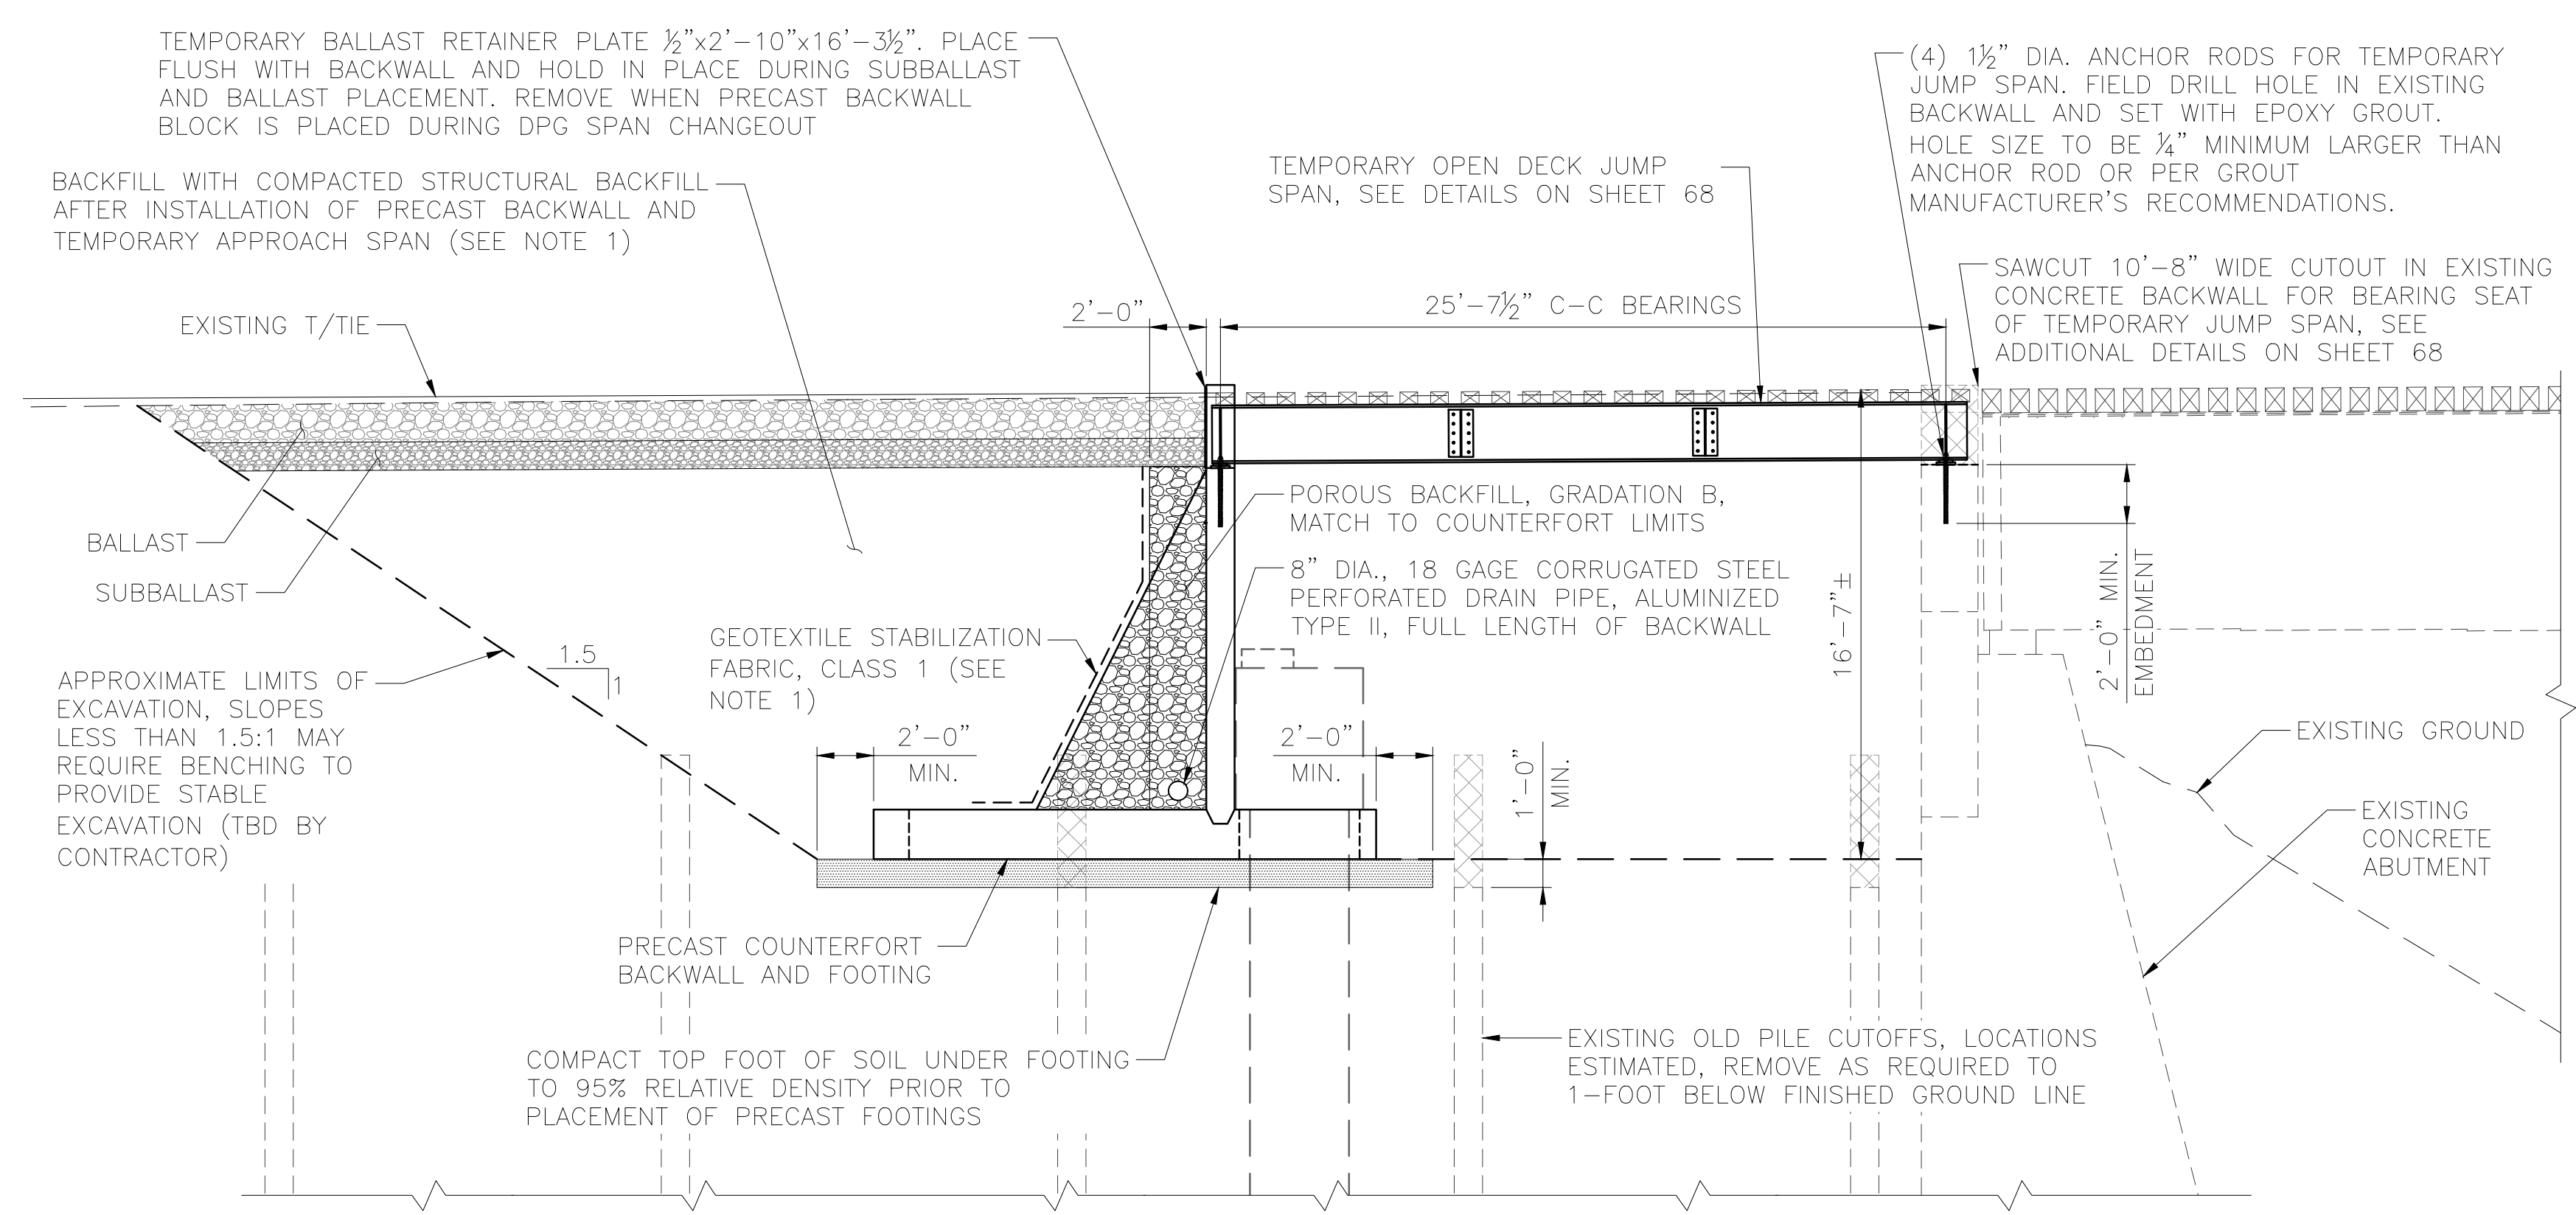 TEMPORARY BALLAST RETAINER PLATE ½"x2'-10"x16'-3½". PLACE
FLUSH WITH BACKWALL AND HOLD IN PLACE DURING SUBBALLAST
AND BALLAST PLACEMENT. REMOVE WHEN PRECAST BACKWALL
BLOCK IS PLACED DURING DPG SPAN CHANGEOUT
(4) 1½" DIA. ANCHOR RODS FOR TEMPORARY
JUMP SPAN. FIELD DRILL HOLE IN EXISTING
BACKWALL AND SET WITH EPOXY GROUT.
HOLE SIZE TO BE ¼" MINIMUM LARGER THAN
ANCHOR ROD OR PER GROUT
MANUFACTURER'S RECOMMENDATIONS.
TEMPORARY OPEN DECK JUMP
SPAN, SEE DETAILS ON SHEET 68
BACKFILL WITH COMPACTED STRUCTURAL BACKFILL
AFTER INSTALLATION OF PRECAST BACKWALL AND
TEMPORARY APPROACH SPAN (SEE NOTE 1)
SAWCUT 10'-8" WIDE CUTOUT IN EXISTING
CONCRETE BACKWALL FOR BEARING SEAT
OF TEMPORARY JUMP SPAN, SEE
ADDITIONAL DETAILS ON SHEET 68
2'-0"
25'-7½" C-C BEARINGS
EXISTING T/TIE
POROUS BACKFILL, GRADATION B,
MATCH TO COUNTERFORT LIMITS
BALLAST
SUBBALLAST
8" DIA., 18 GAGE CORRUGATED STEEL
PERFORATED DRAIN PIPE, ALUMINIZED
TYPE II, FULL LENGTH OF BACKWALL
16'-7"±
2'-0" MIN.
EMBEDMENT
GEOTEXTILE STABILIZATION
FABRIC, CLASS 1 (SEE
NOTE 1)
1.5
1
APPROXIMATE LIMITS OF
EXCAVATION, SLOPES
LESS THAN 1.5:1 MAY
REQUIRE BENCHING TO
PROVIDE STABLE
EXCAVATION (TBD BY
CONTRACTOR)
2'-0"
MIN.
2'-0"
MIN.
1'-0"
MIN.
EXISTING GROUND
EXISTING
CONCRETE
ABUTMENT
PRECAST COUNTERFORT
BACKWALL AND FOOTING
COMPACT TOP FOOT OF SOIL UNDER FOOTING
TO 95% RELATIVE DENSITY PRIOR TO
PLACEMENT OF PRECAST FOOTINGS
EXISTING OLD PILE CUTOFFS, LOCATIONS
ESTIMATED, REMOVE AS REQUIRED TO
1-FOOT BELOW FINISHED GROUND LINE